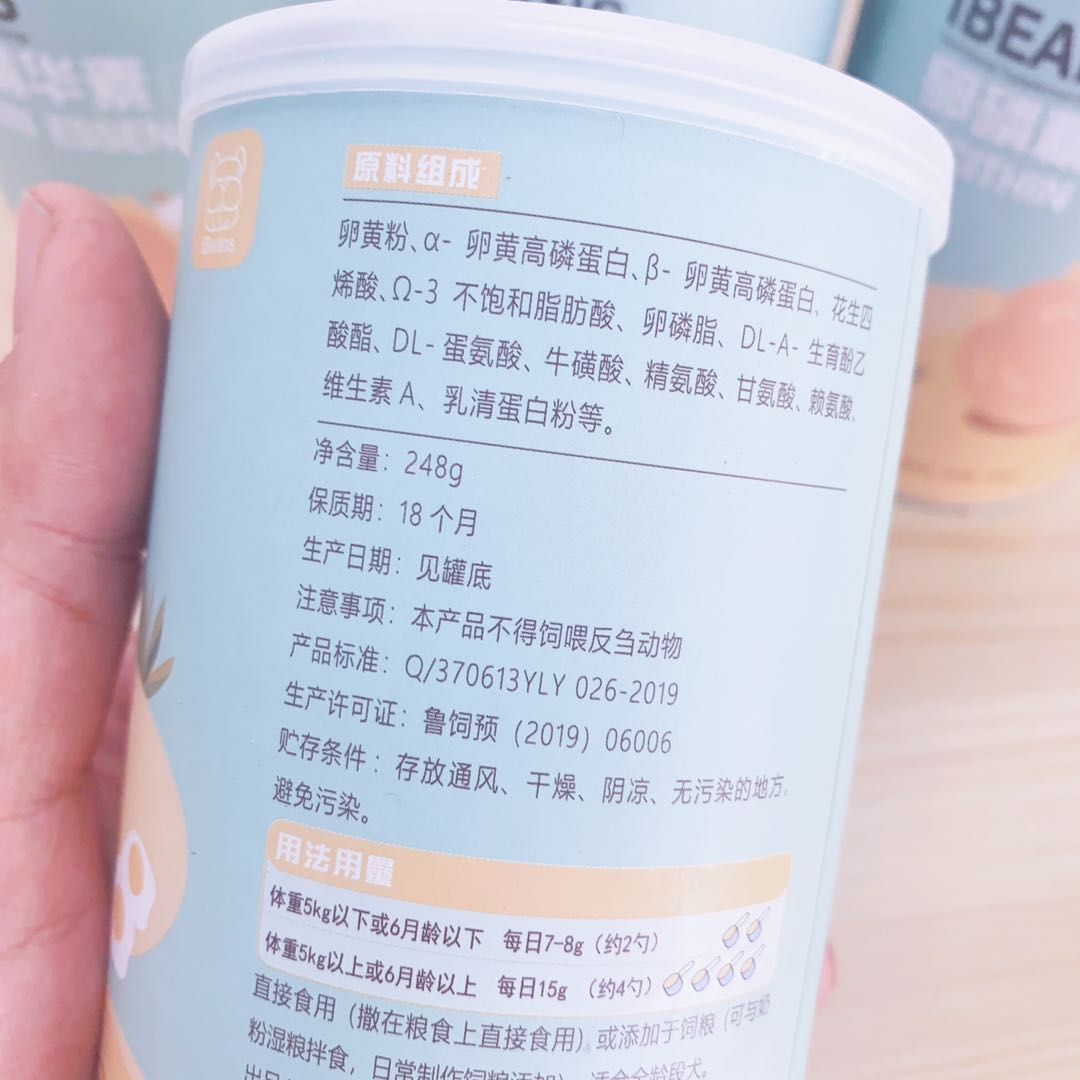 iBeans
原料组成
卵黄粉、α- 卵黄高磷蛋白、β- 卵黄高磷蛋白、花生四
烯酸、Ω-3 不饱和脂肪酸、卵磷脂、DL-A- 生育酚乙
酸酯、DL- 蛋氨酸、牛磺酸、精氨酸、甘氨酸、赖氨酸、
维生素 A、乳清蛋白粉等。
净含量：248g
保质期：18 个月
生产日期：见罐底
注意事项：本产品不得饲喂反刍动物
产品标准：Q/370613YLY 026-2019
生产许可证：鲁饲预（2019）06006
贮存条件：存放通风、干燥、阴凉、无污染的地方，
避免污染。
用法用量
体重5kg以下或6月龄以下 每日7-8g（约2勺）
体重5kg以上或6月龄以上 每日15g （约4勺）
直接食用（撒在粮食上直接食用）或添加于饲粮（可与奶
粉湿粮拌食，日常制作饲粮添加），适合全龄段犬。